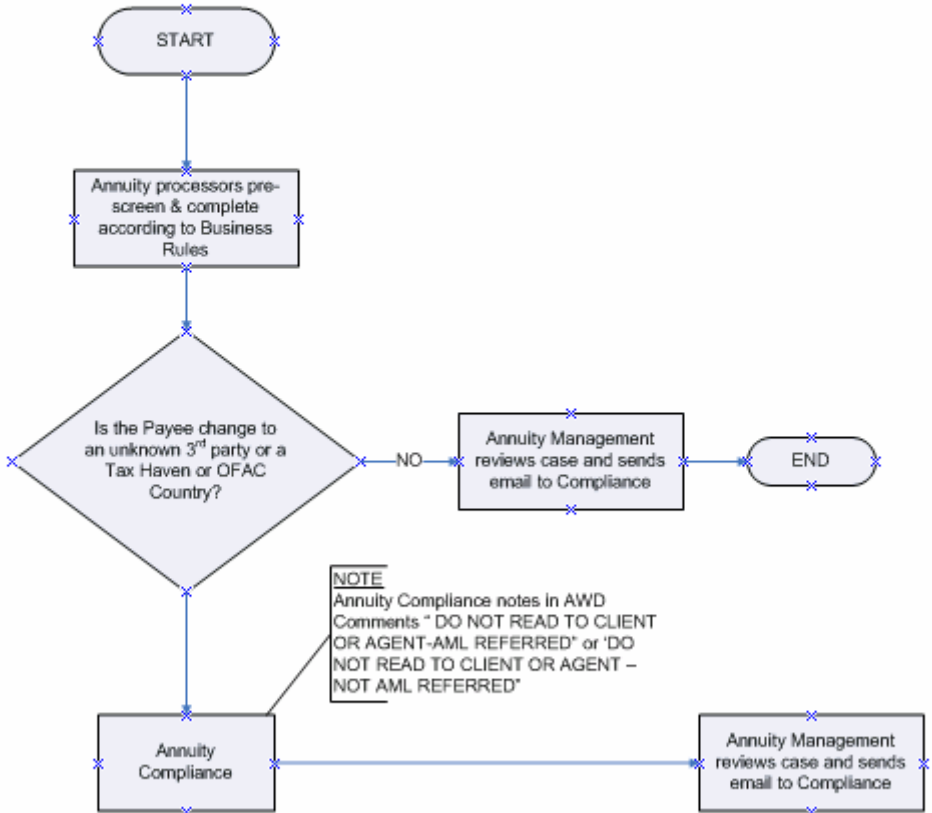 START
Annuity processors pre-
screen & complete
according to Business
Rules
Is the Payee change to
an unknown 3rd party or a
Tax Haven or OFAC
Country?
NO
Annuity Management
reviews case and sends
email to Compliance
END
NOTE
Annuity Compliance notes in AWD
Comments “ DO NOT READ TO CLIENT
OR AGENT-AML REFERRED” or ‘DO
NOT READ TO CLIENT OR AGENT –
NOT AML REFERRED”
Annuity
Compliance
Annuity Management
reviews case and sends
email to Compliance